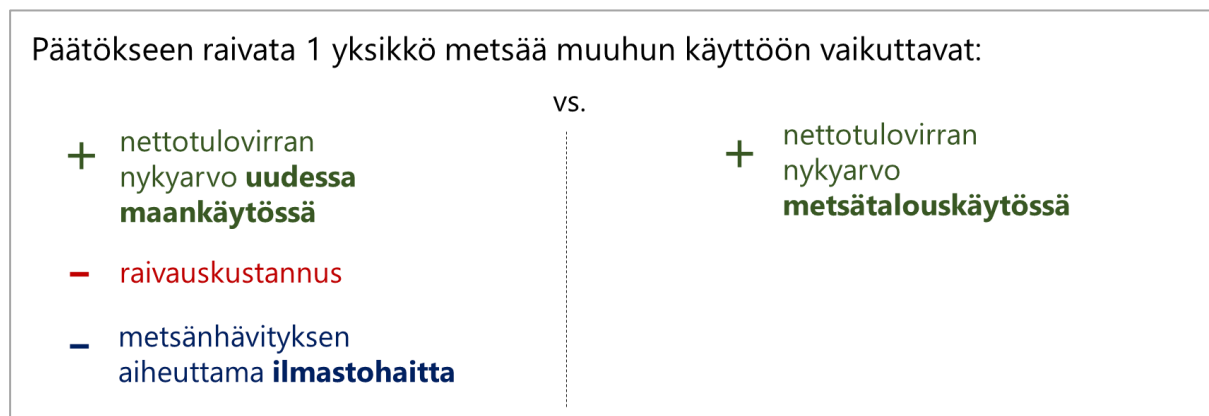 Päätökseen raivata 1 yksikkö metsää muuhun käyttöön vaikuttavat:
vs.
+ nettotulovirran
nykyarvo uudessa
maankäytössä
- raivauskustannus
- metsänhävityksen
aiheuttama ilmastohaitta
+ nettotulovirran
nykyarvo
metsätalouskäytössä